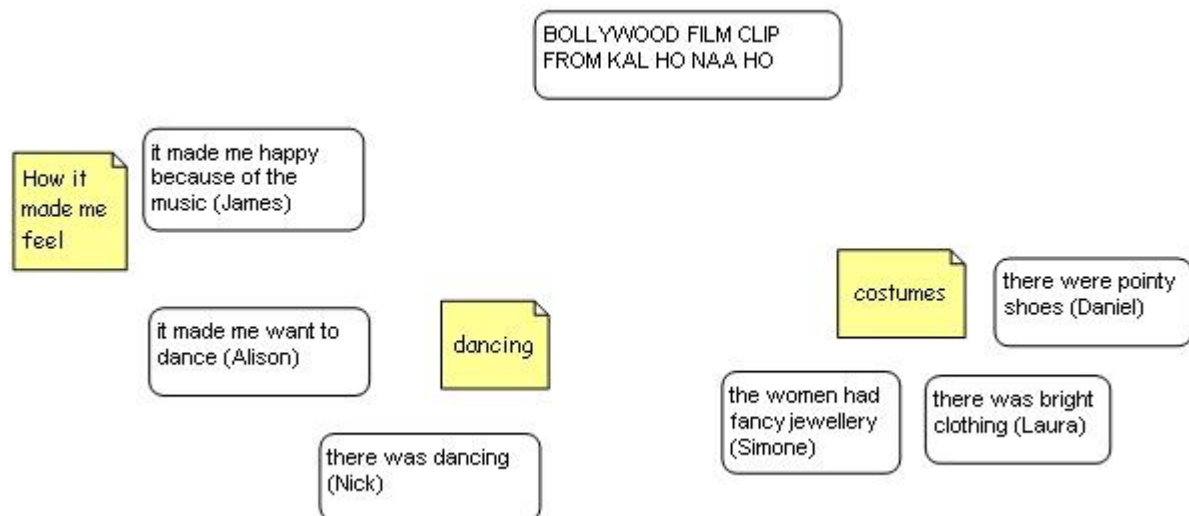 BOLLYWOOD FILM CLIP
FROM KAL HO NAA HO
How it
made me
feel
it made me happy
because of the
music (James)
it made me want to
dance (Alison)
dancing
there was dancing
(Nick)
costumes
there were pointy
shoes (Daniel)
the women had
fancy jewellery
(Simone)
there was bright
clothing (Laura)